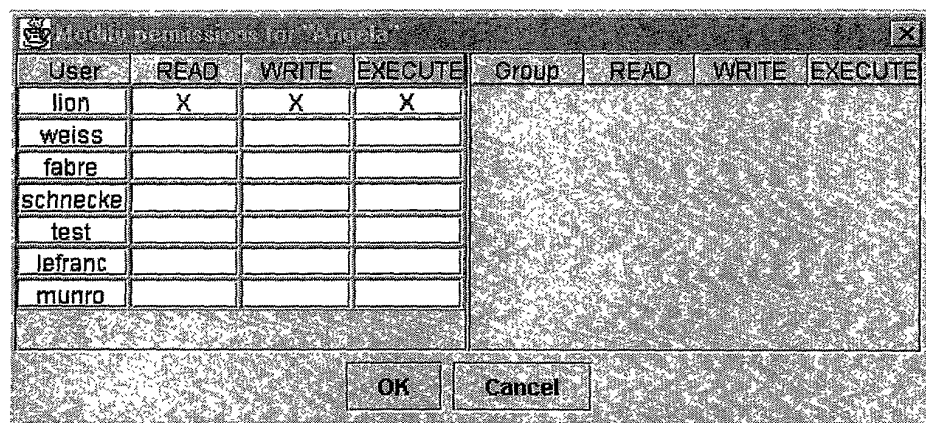 Modify permissions for "Angela"
User READ WRITE EXECUTE Group READ WRITE EXECUTE
lion X X X
weiss
fabre
schnecke
test
lefranc
munro
OK Cancel